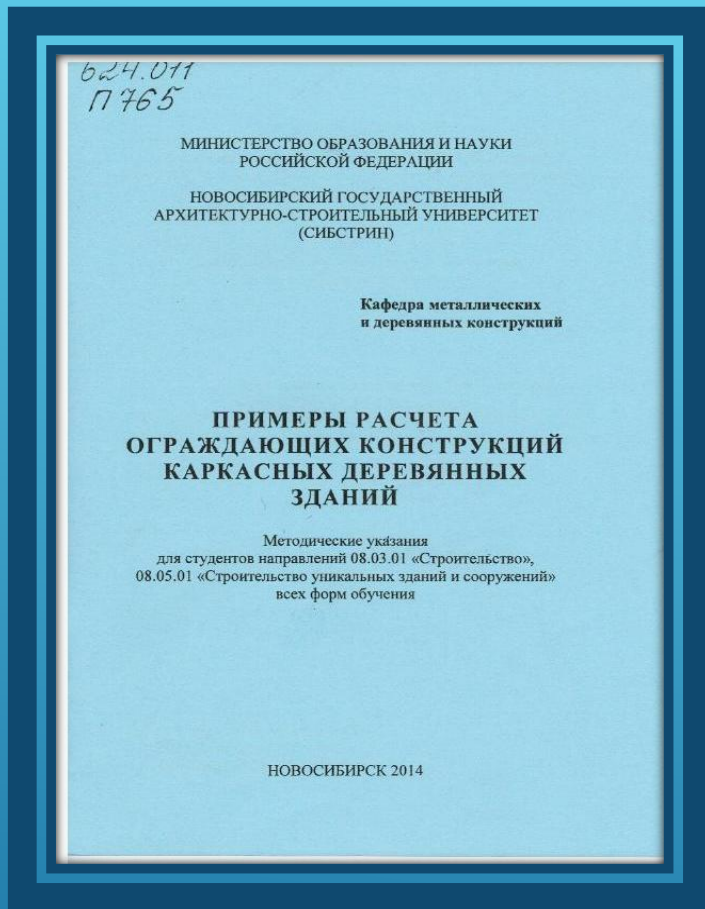 624.011
П 765
МИНИСТЕРСТВО ОБРАЗОВАНИЯ И НАУКИ
РОССИЙСКОЙ ФЕДЕРАЦИИ
НОВОСИБИРСКИЙ ГОСУДАРСТВЕННЫЙ
АРХИТЕКТУРНО-СТРОИТЕЛЬНЫЙ УНИВЕРСИТЕТ
(СИБСТРИН)
Кафедра металлических
и деревянных конструкций
ПРИМЕРЫ РАСЧЕТА
ОГРАЖДАЮЩИХ КОНСТРУКЦИЙ
КАРКАСНЫХ ДЕРЕВЯННЫХ
ЗДАНИЙ
Методические указания
для студентов направлений 08.03.01 «Строительство»,
08.05.01 «Строительство уникальных зданий и сооружений»
всех форм обучения
НОВОСИБИРСК 2014